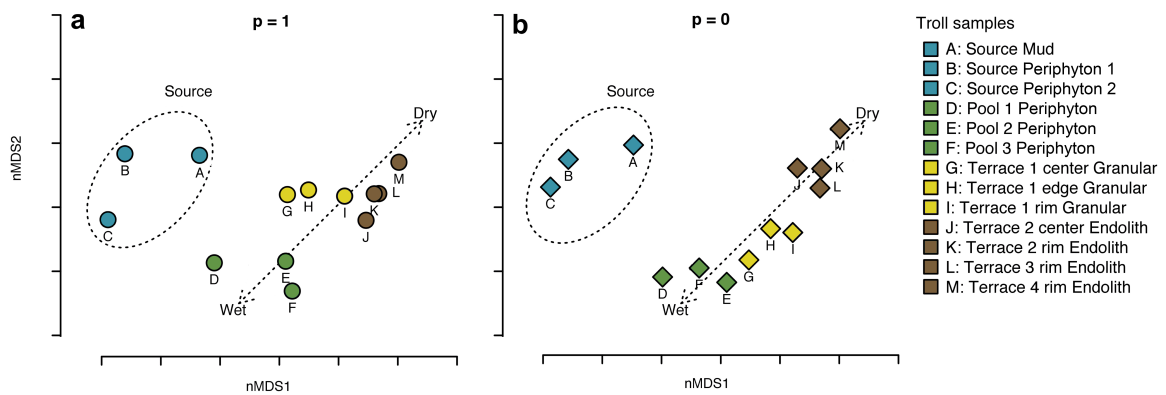 a
p = 1
b
p = 0
Troll samples
A: Source Mud
B: Source Periphyton 1
C: Source Periphyton 2
D: Pool 1 Periphyton
E: Pool 2 Periphyton
F: Pool 3 Periphyton
G: Terrace 1 center Granular
H: Terrace 1 edge Granular
I: Terrace 1 rim Granular
J: Terrace 2 center Endolith
K: Terrace 2 rim Endolith
L: Terrace 3 rim Endolith
M: Terrace 4 rim Endolith
nMDS2
Source
Dry
B
A
C
M
L
K
J
I
H
G
D
E
F
Wet
nMDS1
Source
Dry
A
B
C
M
K
J
L
H
I
G
F
D
E
Wet
nMDS1